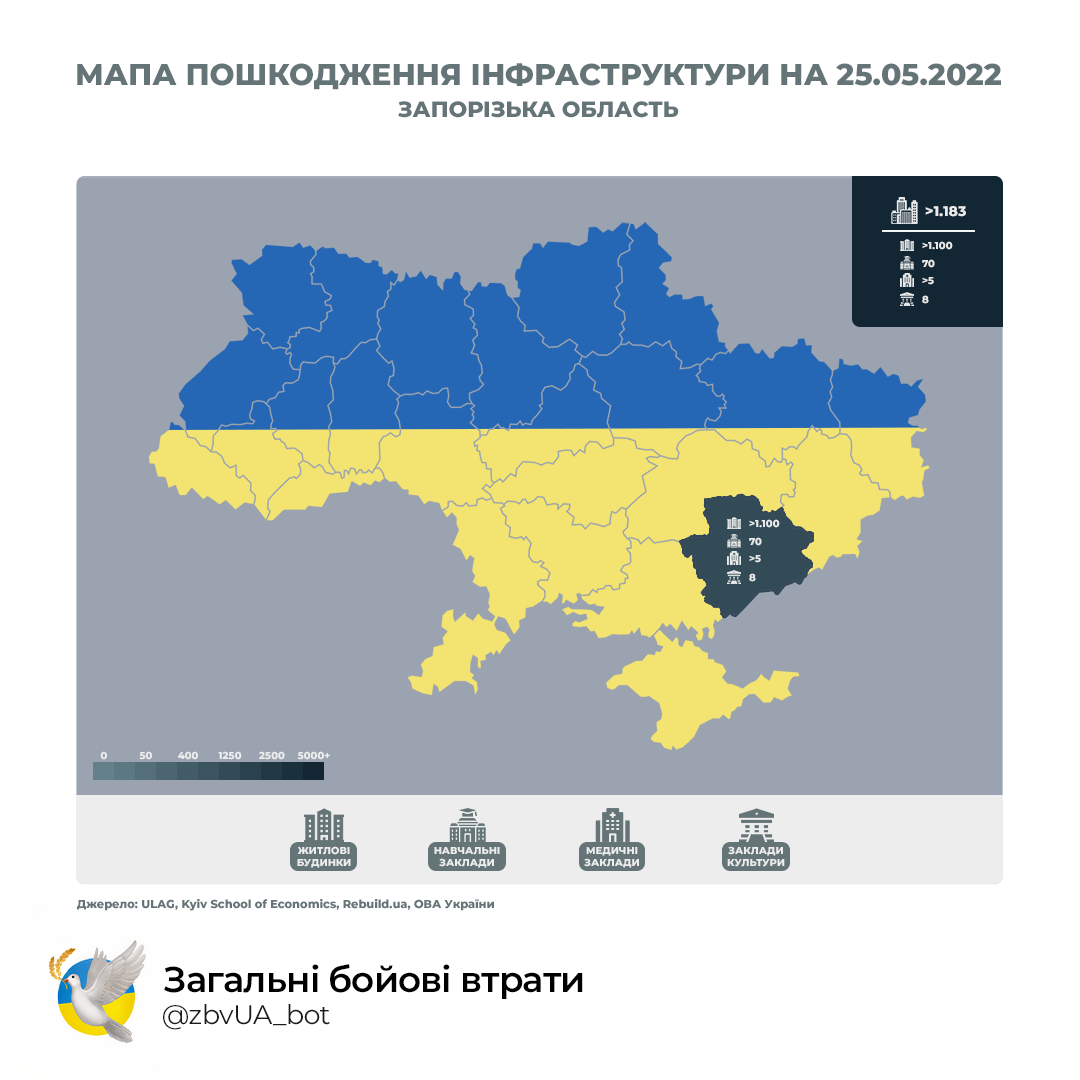 МАПА ПОШКОДЖЕННЯ ІНФРАСТРУКТУРИ НА 25.05.2022
ЗАПОРІЗЬКА ОБЛАСТЬ
>1.183
>1.100
70
>5
8
>1.100
70
>5
8
0 50 400 1250 2500 5000+
ЖИТЛОВІ
БУДИНКИ
НАВЧАЛЬНІ
ЗАКЛАДИ
МЕДИЧНІ
ЗАКЛАДИ
ЗАКЛАДИ
КУЛЬТУРИ
Джерело: ULAG, Kyiv School of Economics, Rebuild.ua, ОВА України
Загальні бойові втрати
@zbvUA_bot